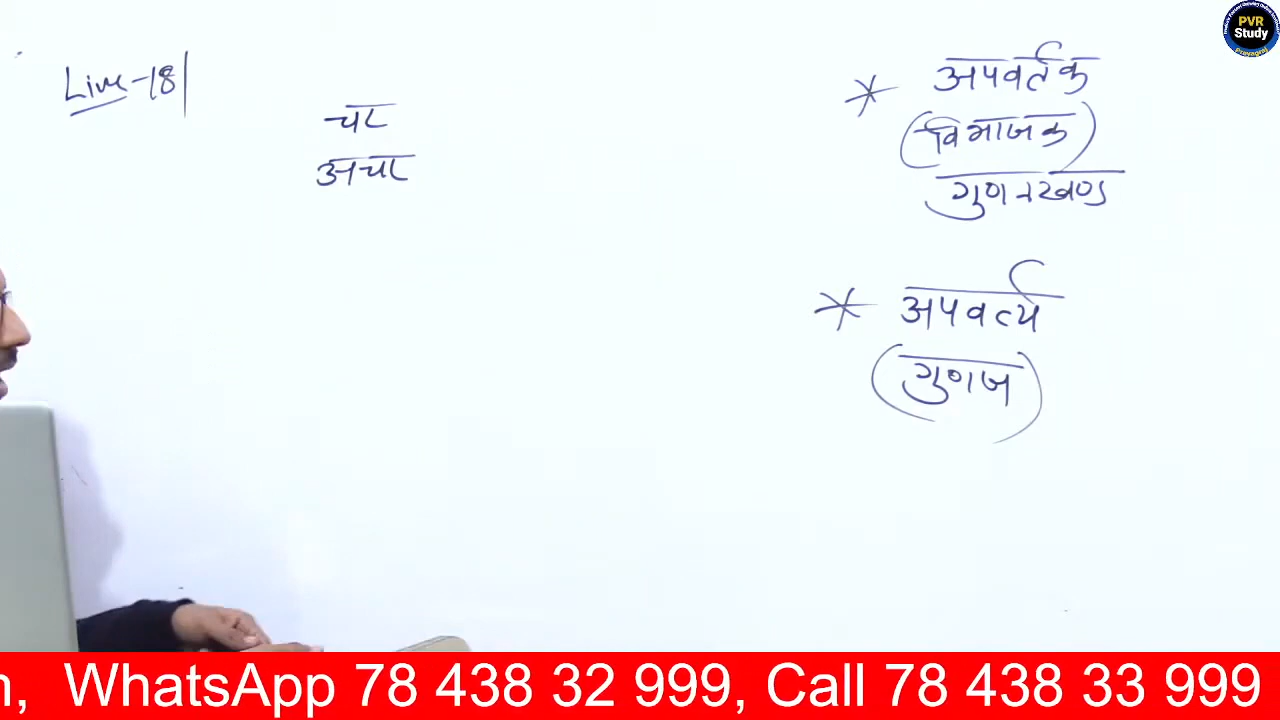 Live-18
चर
अचर
* अपवर्तक
(विभाजक)
गुणनखण्ड
* अपवर्त्य
(गुणज)
PVR
Study
Prayagraj
n, WhatsApp 78 438 32 999, Call 78 438 33 999